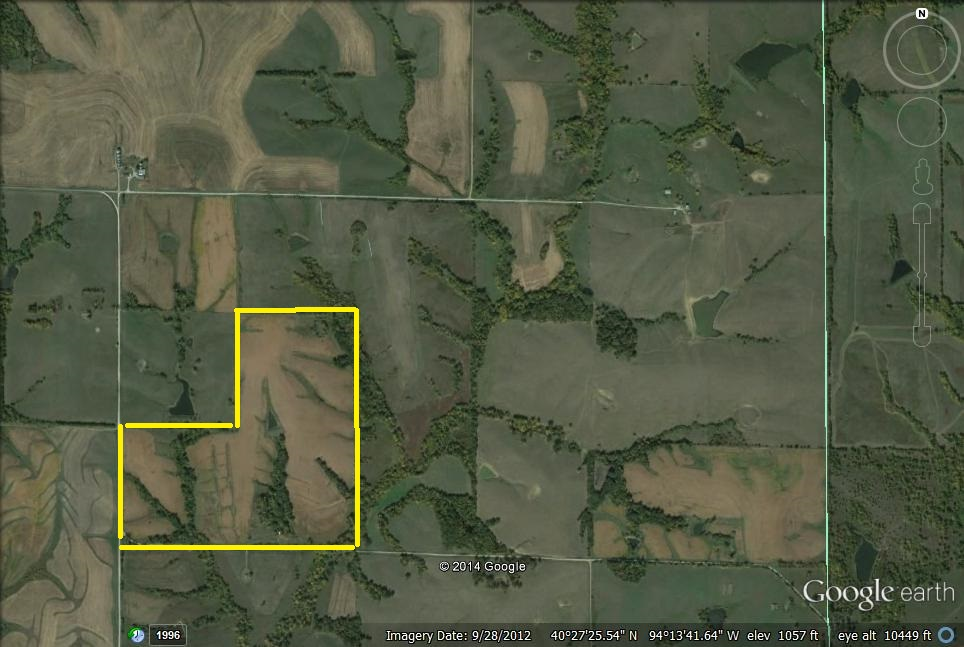 N
© 2014 Google
Google earth
1996
Imagery Date: 9/28/2012 40°27'25.54" N 94°13'41.64" W elev 1057 ft eye alt 10449 ft